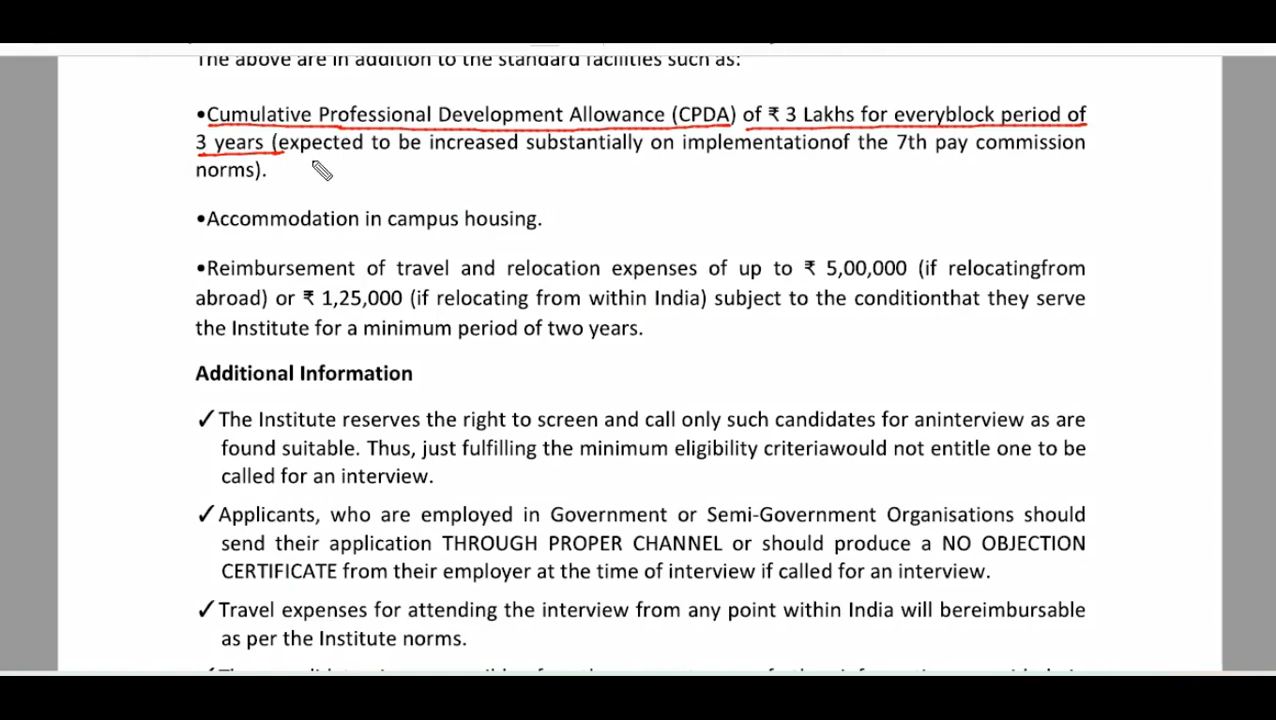 The above are in addition to the standard facilities such as:
•Cumulative Professional Development Allowance (CPDA) of ₹ 3 Lakhs for everyblock period of
3 years (expected to be increased substantially on implementationof the 7th pay commission
norms).
•Accommodation in campus housing.
•Reimbursement of travel and relocation expenses of up to ₹ 5,00,000 (if relocatingfrom
abroad) or ₹ 1,25,000 (if relocating from within India) subject to the conditionthat they serve
the Institute for a minimum period of two years.
Additional Information
✓The Institute reserves the right to screen and call only such candidates for aninterview as are
found suitable. Thus, just fulfilling the minimum eligibility criteriawould not entitle one to be
called for an interview.
✓Applicants, who are employed in Government or Semi-Government Organisations should
send their application THROUGH PROPER CHANNEL or should produce a NO OBJECTION
CERTIFICATE from their employer at the time of interview if called for an interview.
✓Travel expenses for attending the interview from any point within India will bereimbursable
as per the Institute norms.